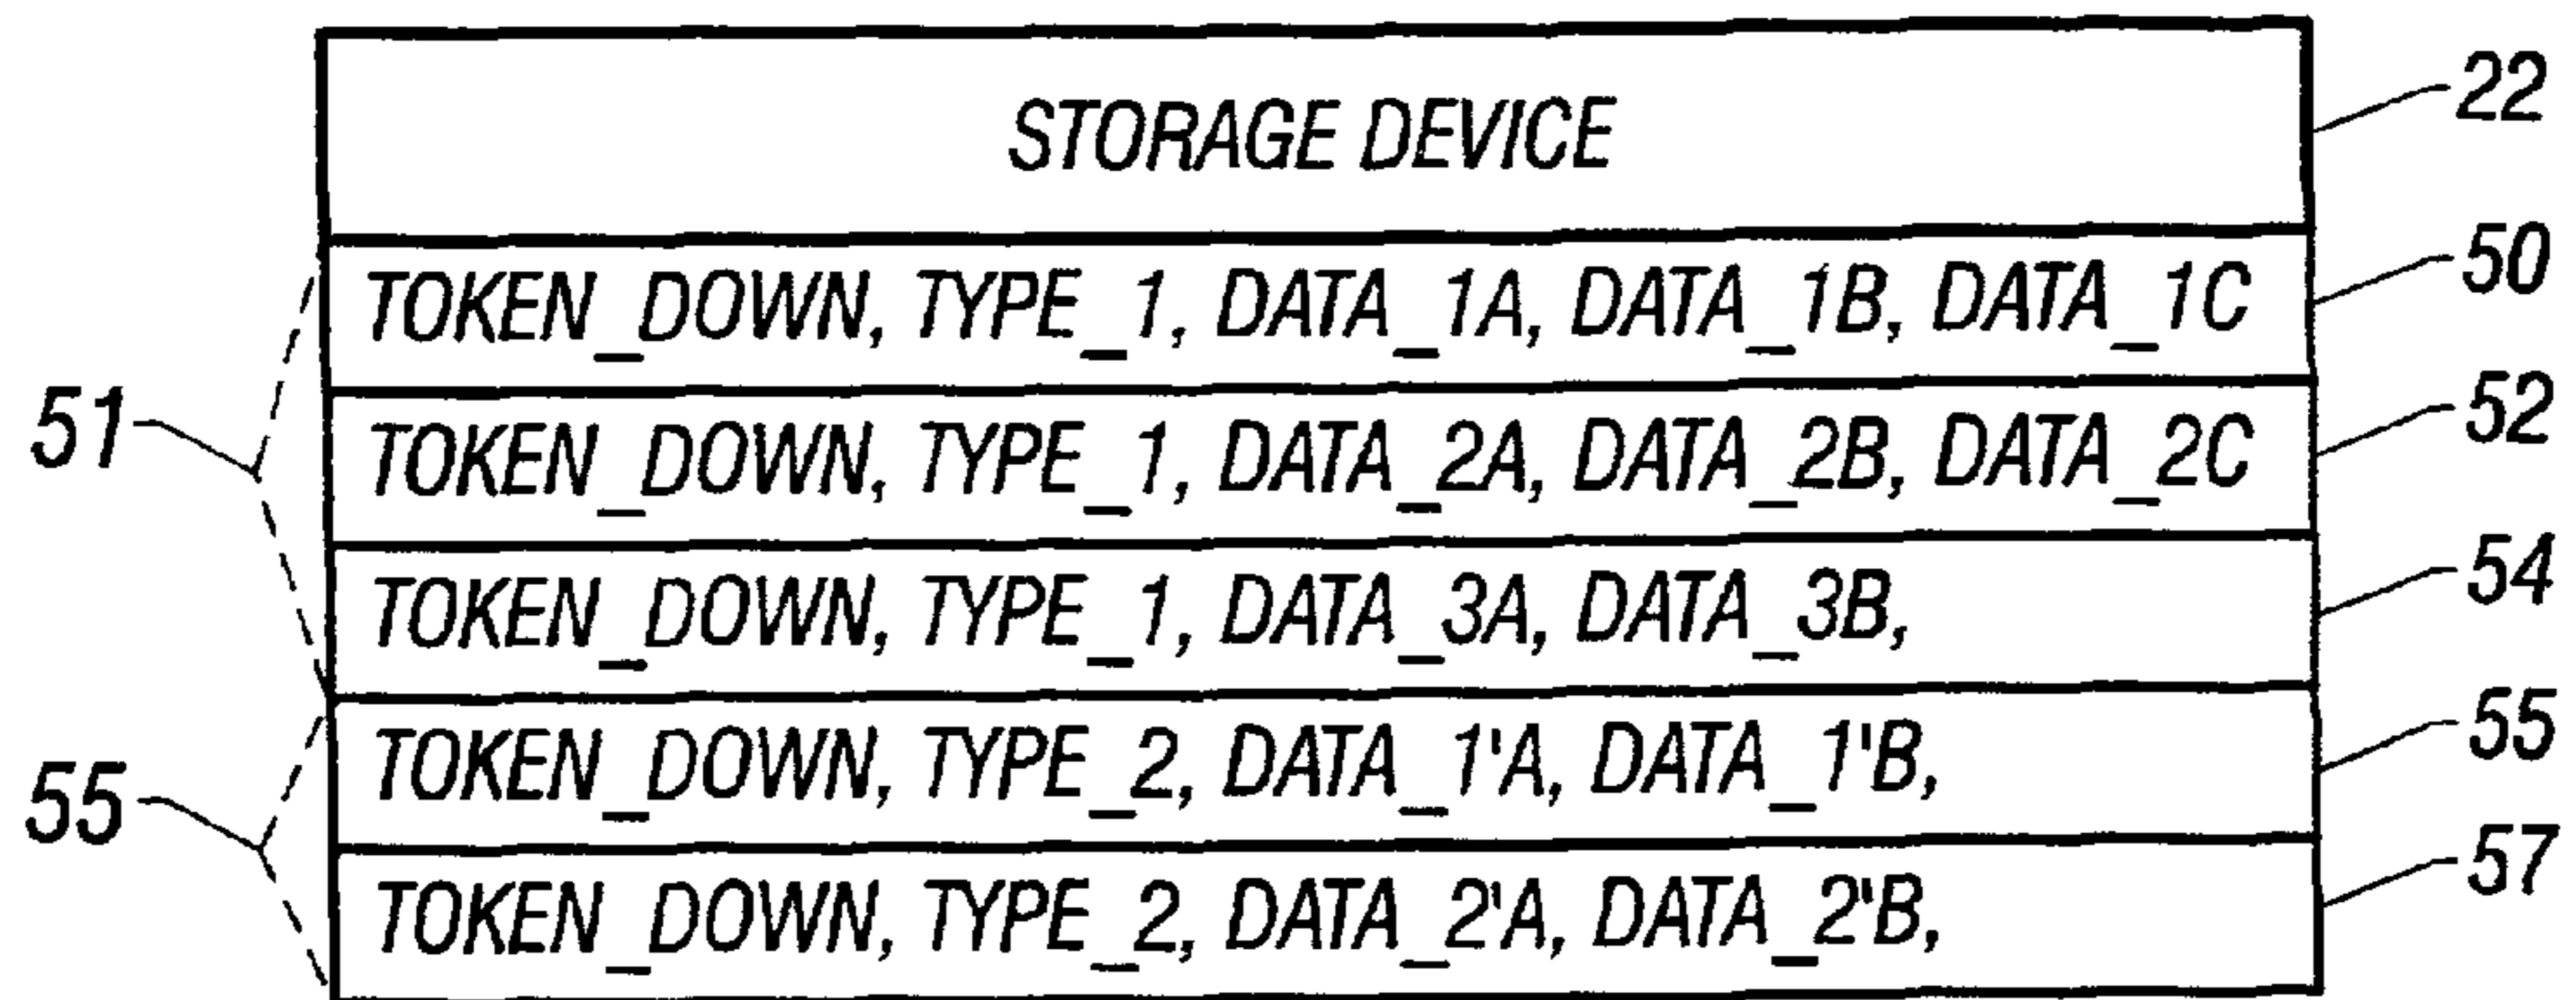 STORAGE DEVICE 22
TOKEN_DOWN, TYPE_1, DATA_1A, DATA_1B, DATA_1C 50
51
TOKEN_DOWN, TYPE_1, DATA_2A, DATA_2B, DATA_2C 52
TOKEN_DOWN, TYPE_1, DATA_3A, DATA_3B, 54
TOKEN_DOWN, TYPE_2, DATA_1'A, DATA_1'B, 55
55
TOKEN_DOWN, TYPE_2, DATA_2'A, DATA_2'B, 57